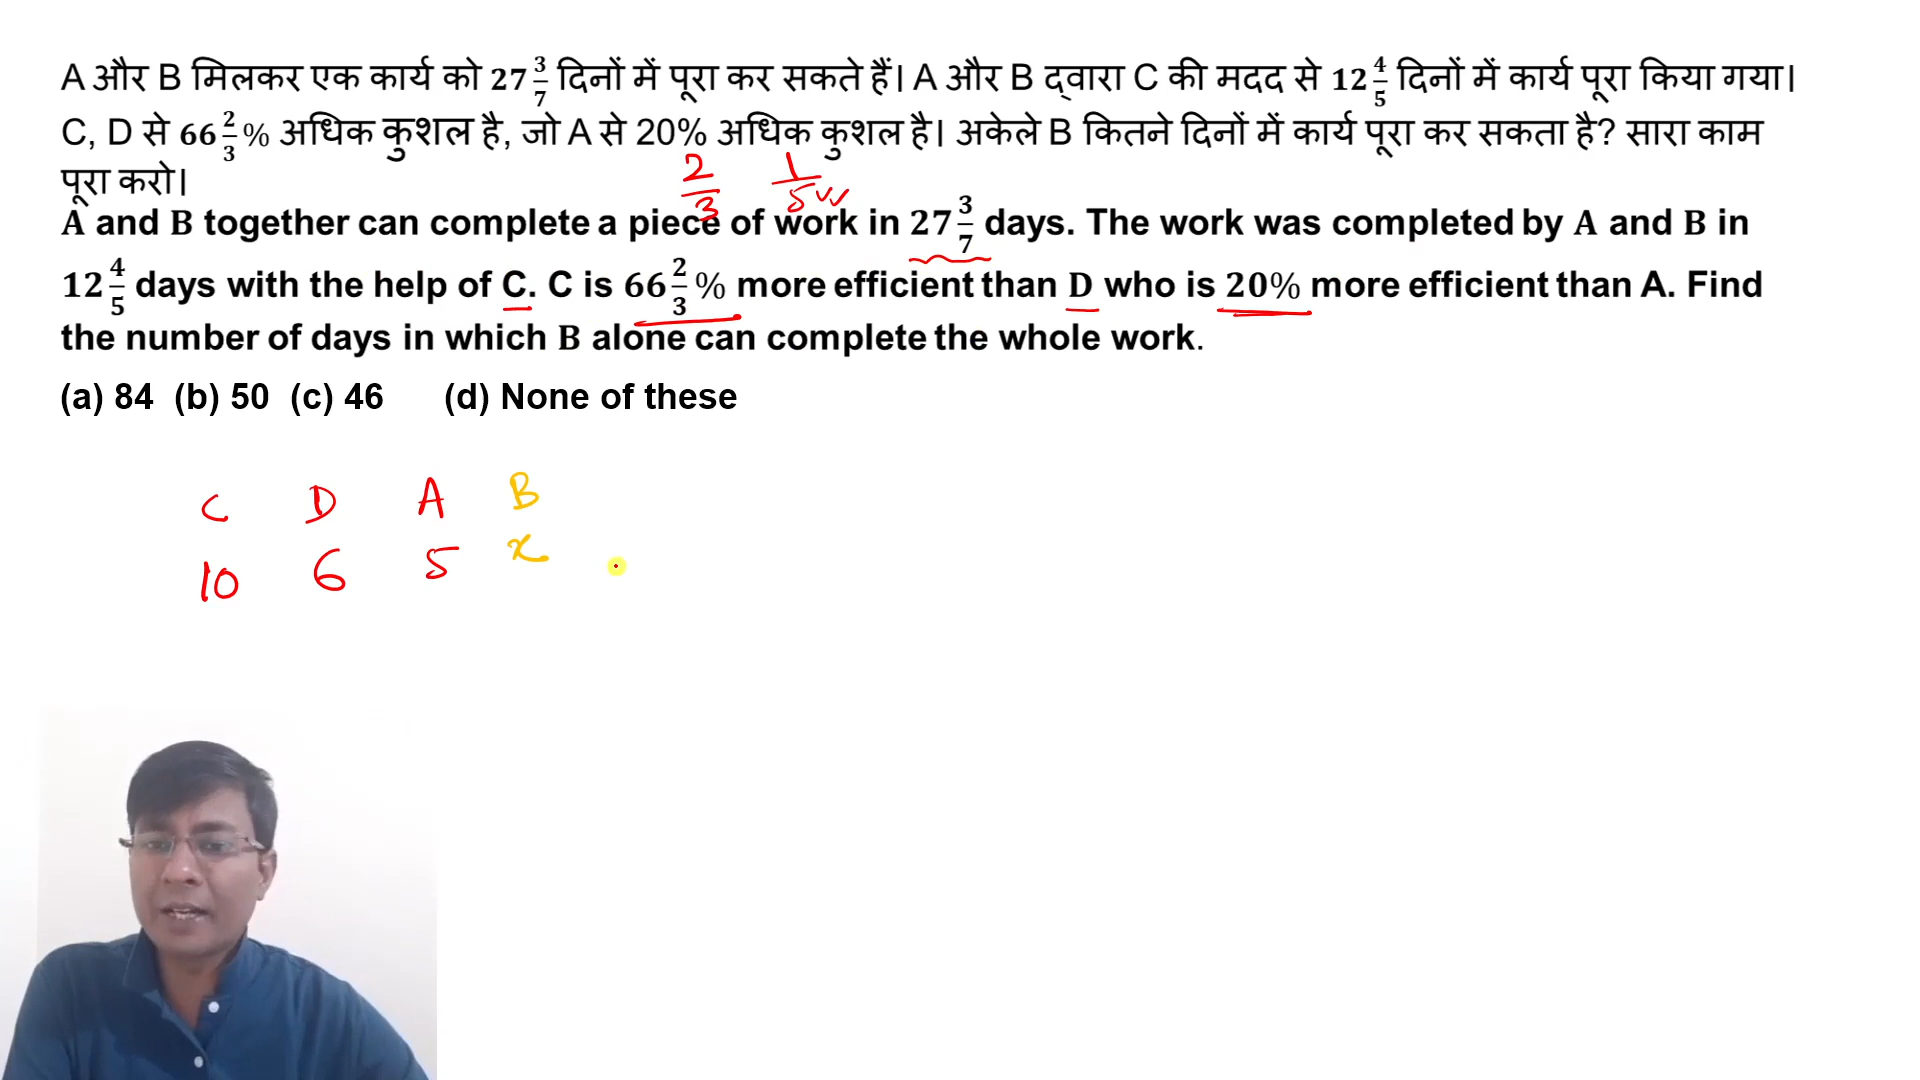 A और B मिलकर एक कार्य को 27 3/7 दिनों में पूरा कर सकते हैं। A और B द्वारा C की मदद से 12 4/5 दिनों में कार्य पूरा किया गया।
C, D से 66 2/3 % अधिक कुशल है, जो A से 20% अधिक कुशल है। अकेले B कितने दिनों में कार्य पूरा कर सकता है? सारा काम
पूरा करो।
2/3 1/5
A and B together can complete a piece of work in 27 3/7 days. The work was completed by A and B in
12 4/5 days with the help of C. C is 66 2/3 % more efficient than D who is 20% more efficient than A. Find
the number of days in which B alone can complete the whole work.
(a) 84 (b) 50 (c) 46 (d) None of these
C D A B
10 6 5 x